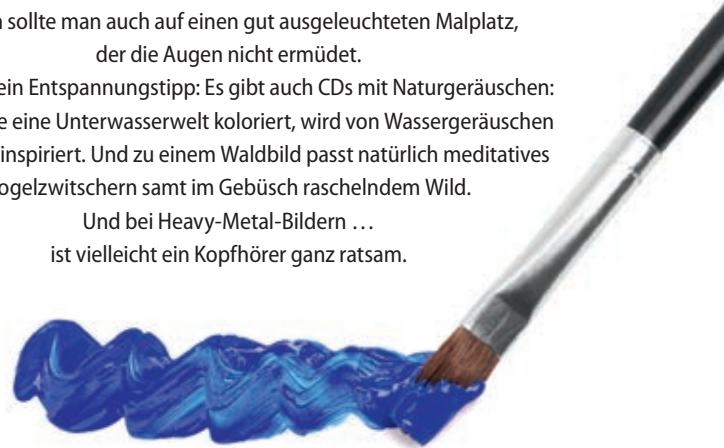 sollte man auch auf einen gut ausgeleuchteten Malplatz,
der die Augen nicht ermüdet.
ein Entspannungstipp: Es gibt auch CDs mit Naturgeräuschen:
eine Unterwasserwelt koloriert, wird von Wassergeräuschen
inspiriert. Und zu einem Waldbild passt natürlich meditatives
ogelzwitschern samt im Gebüsch raschelndem Wild.
Und bei Heavy-Metal-Bildern …
ist vielleicht ein Kopfhörer ganz ratsam.